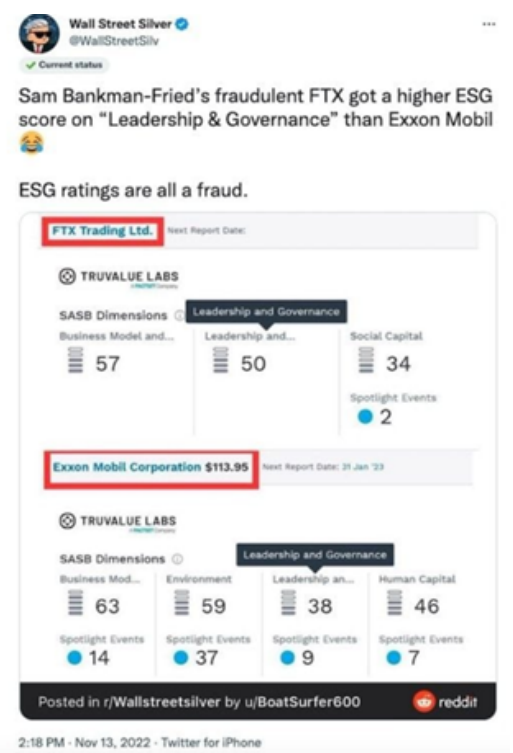 Wall Street Silver
@WallStreetSilv
Current status
Sam Bankman-Fried's fraudulent FTX got a higher ESG
score on “Leadership & Governance” than Exxon Mobil
😂
ESG ratings are all a fraud.
FTX Trading Ltd. Next Report Date:
TRUVALUE LABS
SASB Dimensions Leadership and Governance
Business Model and... Leadership and... Social Capital
57 50 34
Spotlight Events
2
Exxon Mobil Corporation $113.95 Next Report Date: 31 Jan '23
TRUVALUE LABS
SASB Dimensions Leadership and Governance
Business Mod... Environment Leadership an... Human Capital
63 59 38 46
Spotlight Events Spotlight Events Spotlight Events Spotlight Events
14 37 9 7
Posted in r/Wallstreetsilver by u/BoatSurfer600 reddit
2:18 PM · Nov 13, 2022 · Twitter for iPhone